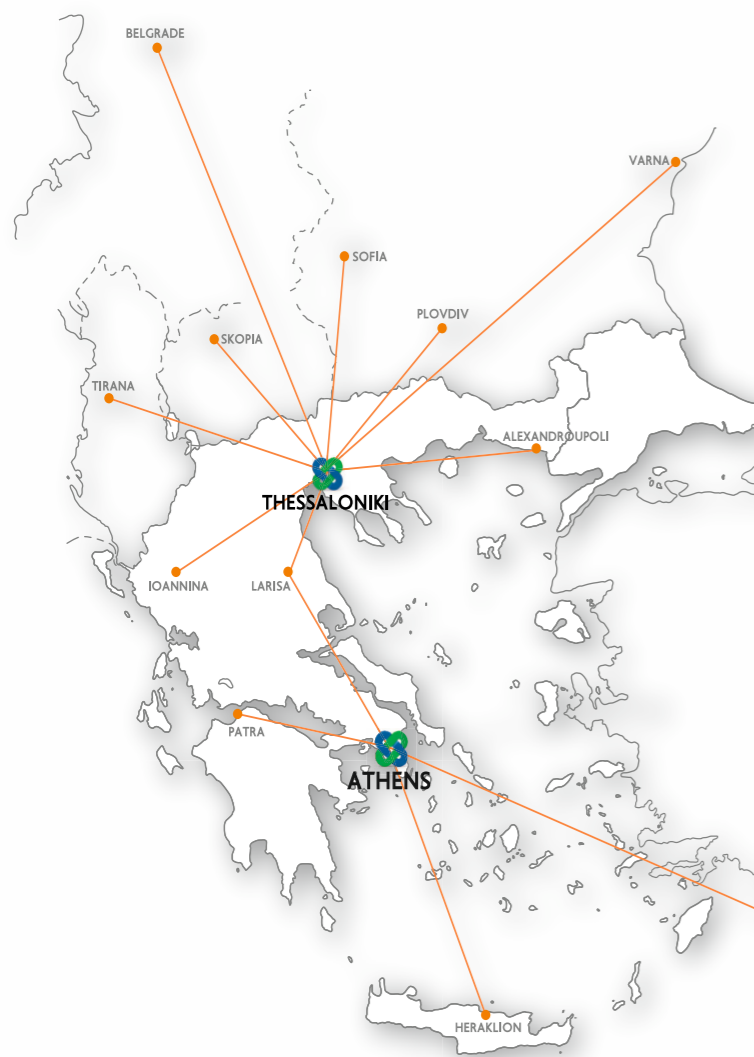 BELGRADE
VARNA
SOFIA
PLOVDIV
SKOPIA
TIRANA
ALEXANDROUPOLI
THESSALONIKI
IOANNINA
LARISA
PATRA
ATHENS
HERAKLION